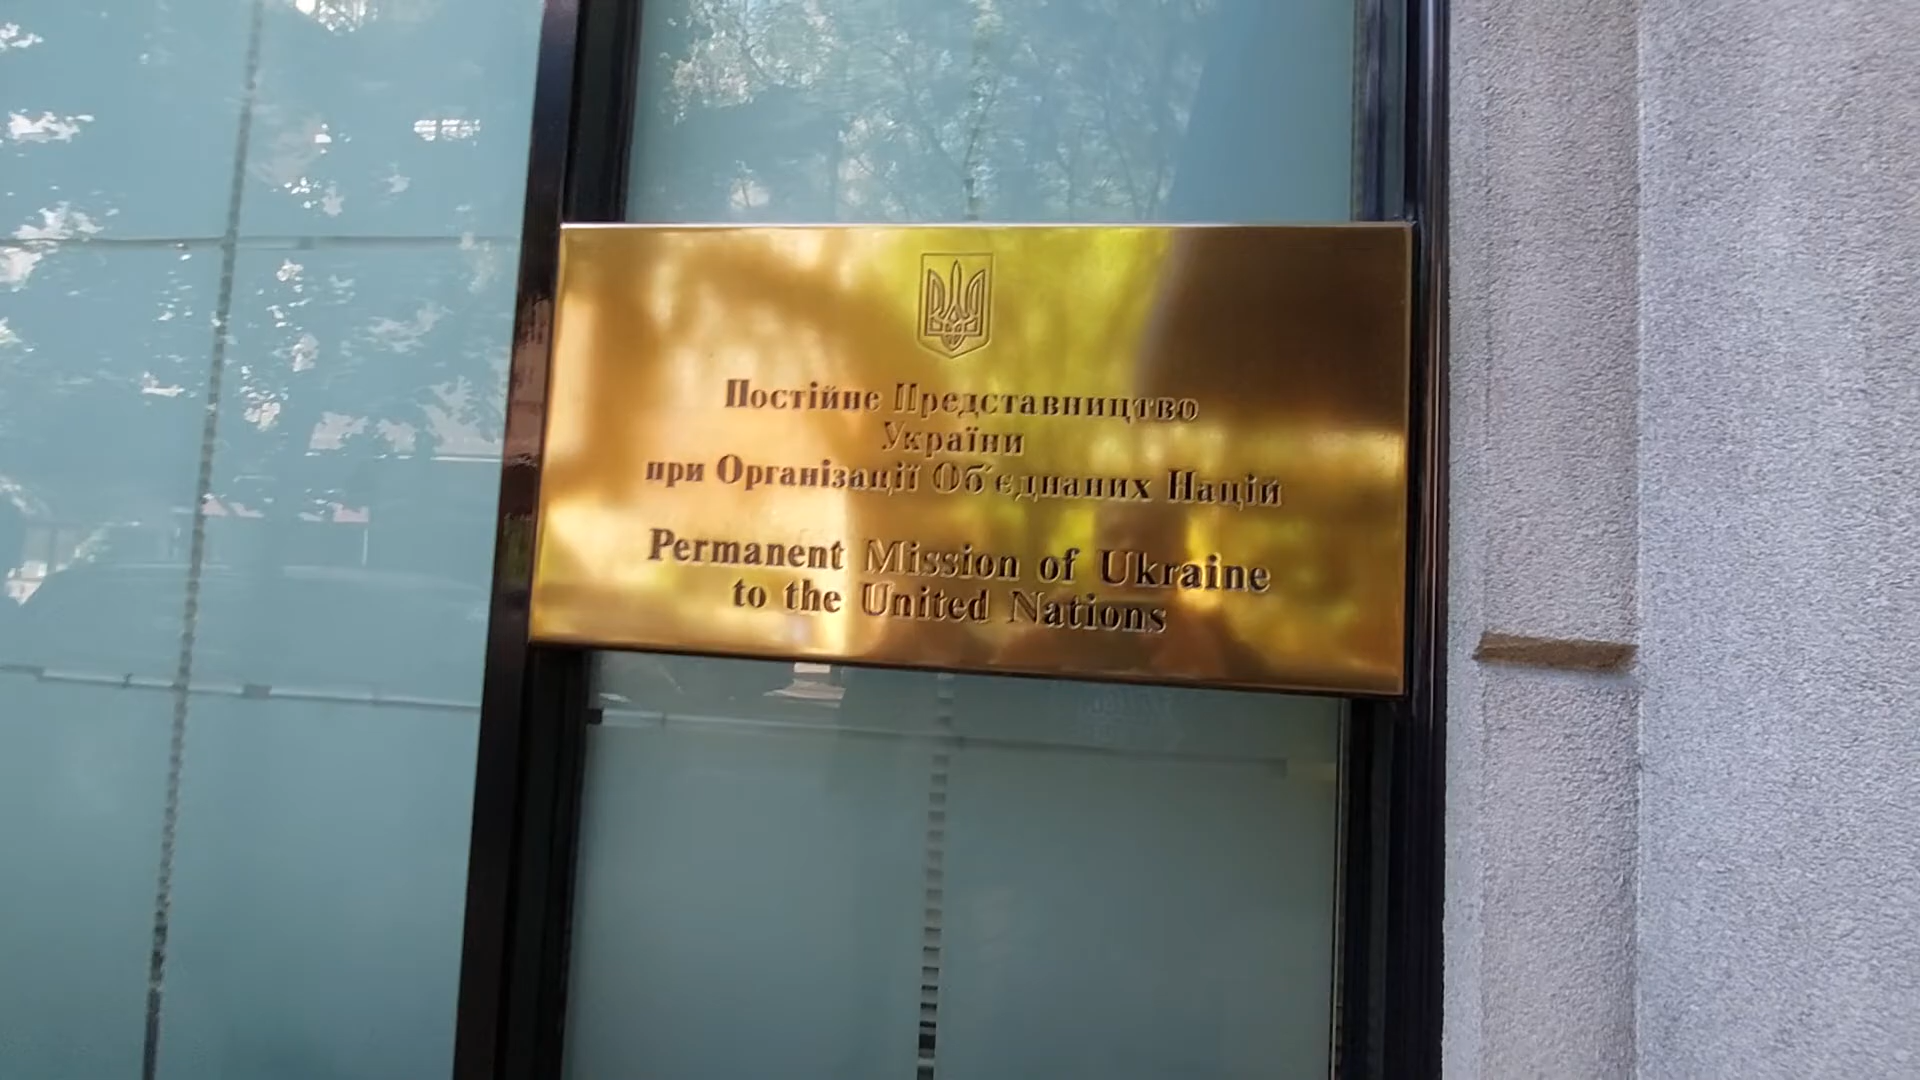 Постійне Представництво
України
при Організації Об'єднаних Націй
Permanent Mission of Ukraine
to the United Nations